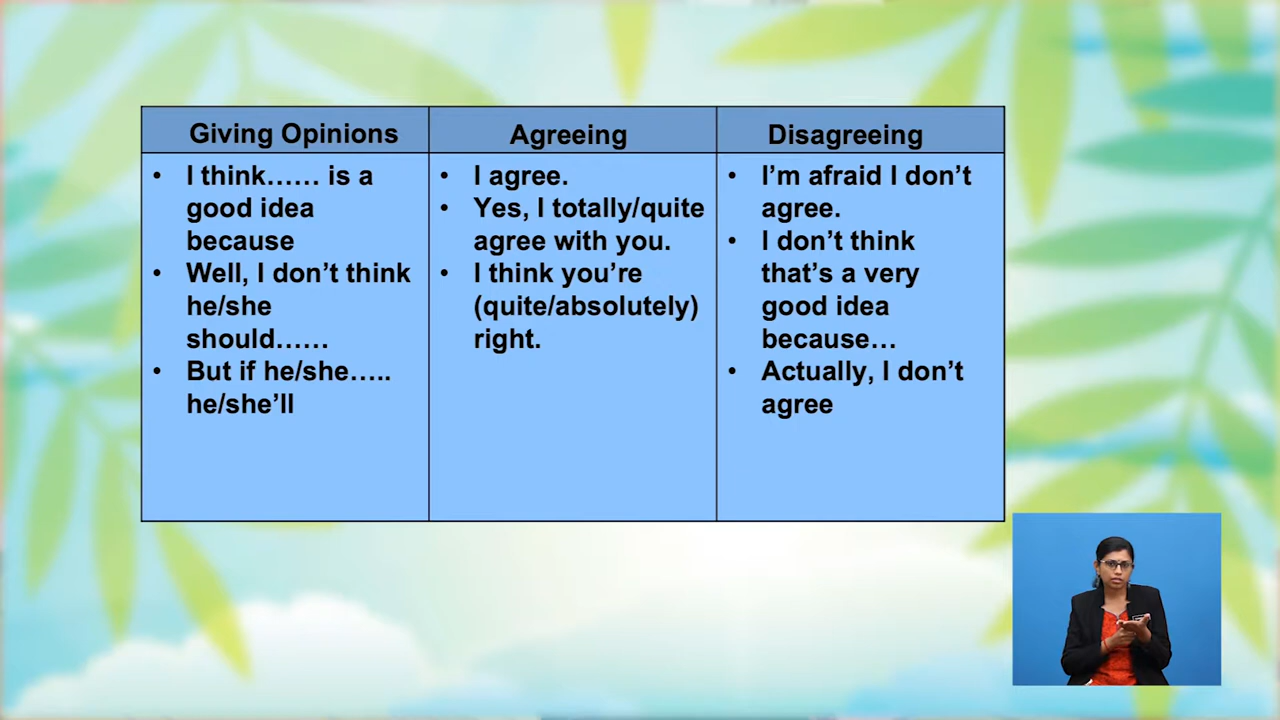 Giving Opinions
• I think…… is a
good idea
because
• Well, I don’t think
he/she
should……
• But if he/she…..
he/she’ll
Agreeing
• I agree.
• Yes, I totally/quite
agree with you.
• I think you’re
(quite/absolutely)
right.
Disagreeing
• I’m afraid I don’t
agree.
• I don’t think
that’s a very
good idea
because…
• Actually, I don’t
agree